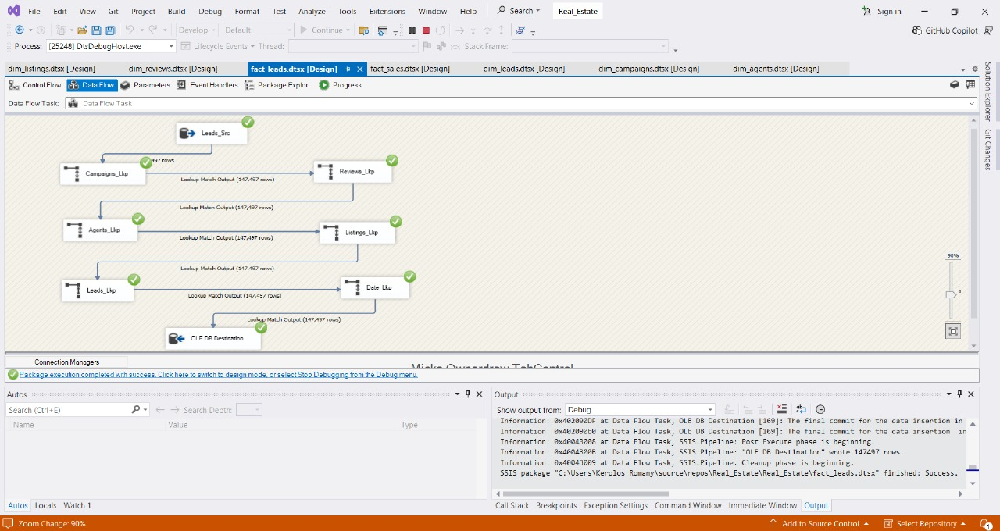 File Edit View Git Project Build Debug Format Test Analyze Tools Extensions Window Help Search Real_Estate Sign in
Develop Default Continue GitHub Copilot
Process: [25248] DtsDebugHost.exe Lifecycle Events Thread: Stack Frame:
dim_listings.dtsx [Design] dim_reviews.dtsx [Design] fact_leads.dtsx [Design] fact_sales.dtsx [Design] dim_leads.dtsx [Design] dim_campaigns.dtsx [Design] dim_agents.dtsx [Design]
Control Flow Data Flow Parameters Event Handlers Package Explor... Progress
Data Flow Task: Data Flow Task
Solution Explorer
Git Changes
Leads_Src
497 rows
Campaigns_Lkp
Reviews_Lkp
Lookup Match Output (147,497 rows)
Lookup Match Output (147,497 rows)
Agents_Lkp
Listings_Lkp
Lookup Match Output (147,497 rows)
90%
Lookup Match Output (147,497 rows)
Leads_Lkp
Date_Lkp
Lookup Match Output (147,497 rows)
Lookup Match Output (147,497 rows)
OLE DB Destination
Connection Managers
Package execution completed with success. Click here to switch to design mode, or select Stop Debugging from the Debug menu.
Autos
Search (Ctrl+E) Search Depth:
Name Value Type
Autos Locals Watch 1
Output
Show output from: Debug
Information: 0x402090DF at Data Flow Task, OLE DB Destination [169]: The final commit for the data insertion in
Information: 0x402090E0 at Data Flow Task, OLE DB Destination [169]: The final commit for the data insertion in
Information: 0x40043008 at Data Flow Task, SSIS.Pipeline: Post Execute phase is beginning.
Information: 0x4004300B at Data Flow Task, SSIS.Pipeline: "OLE DB Destination" wrote 147497 rows.
Information: 0x40043009 at Data Flow Task, SSIS.Pipeline: Cleanup phase is beginning.
SSIS package "C:\Users\Kerolos Romany\source\repos\Real_Estate\Real_Estate\fact_leads.dtsx" finished: Success.
Call Stack Breakpoints Exception Settings Command Window Immediate Window Output
Zoom Change: 90% Add to Source Control Select Repository 1